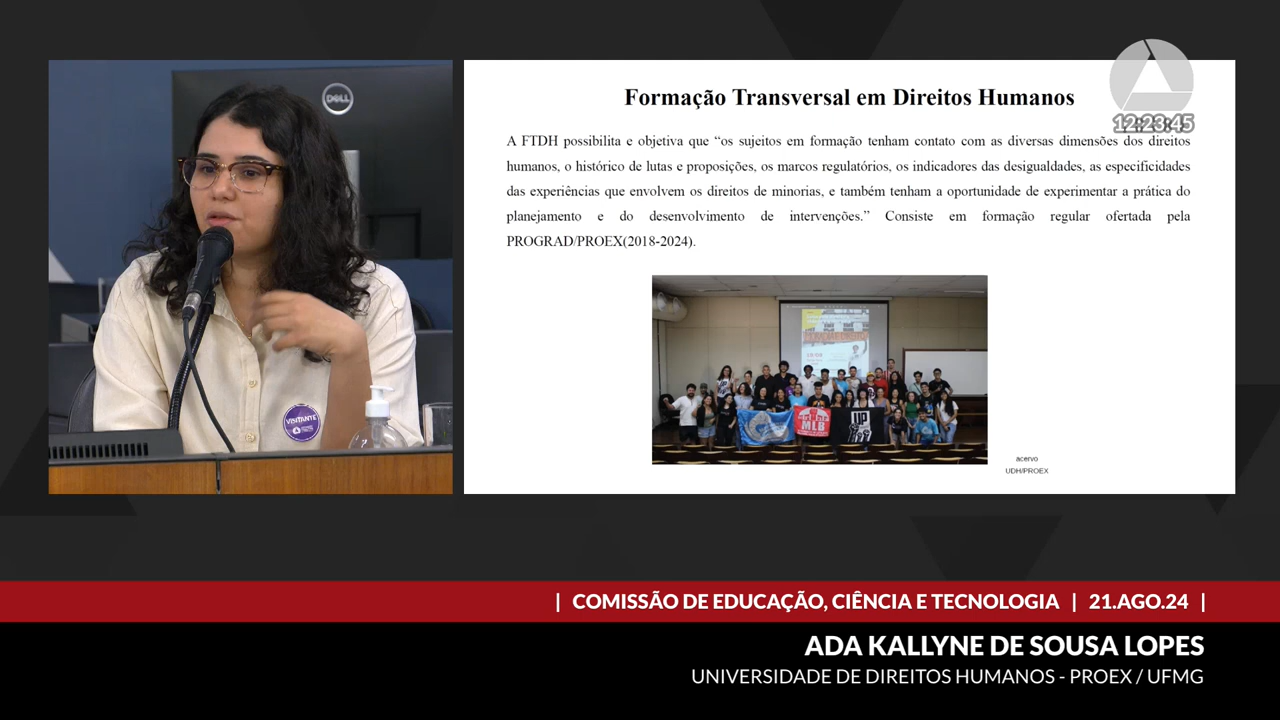 DELL
VISITANTE
12:23:45
Formação Transversal em Direitos Humanos
A FTDH possibilita e objetiva que “os sujeitos em formação tenham contato com as diversas dimensões dos direitos
humanos, o histórico de lutas e proposições, os marcos regulatórios, os indicadores das desigualdades, as especificidades
das experiências que envolvem os direitos de minorias, e também tenham a oportunidade de experimentar a prática do
planejamento e do desenvolvimento de intervenções.” Consiste em formação regular ofertada pela
PROGRAD/PROEX(2018-2024).
MLB
UP
acervo
UDH/PROEX
| COMISSÃO DE EDUCAÇÃO, CIÊNCIA E TECNOLOGIA | 21.AGO.24 |
ADA KALLYNE DE SOUSA LOPES
UNIVERSIDADE DE DIREITOS HUMANOS - PROEX / UFMG